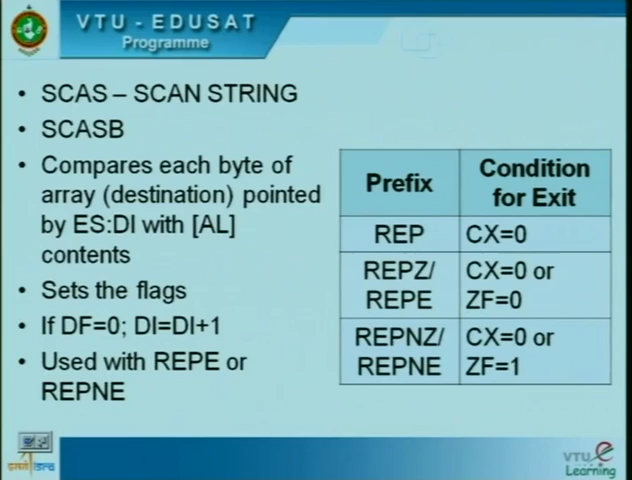 VTU - EDUSAT
Programme
• SCAS – SCAN STRING
• SCASB
• Compares each byte of
array (destination) pointed
by ES:DI with [AL]
contents
• Sets the flags
• If DF=0; DI=DI+1
• Used with REPE or
REPNE
Prefix
Condition
for Exit
REP
CX=0
REPZ/
REPE
CX=0 or
ZF=0
REPNZ/
REPNE
CX=0 or
ZF=1
VTU e
Learning